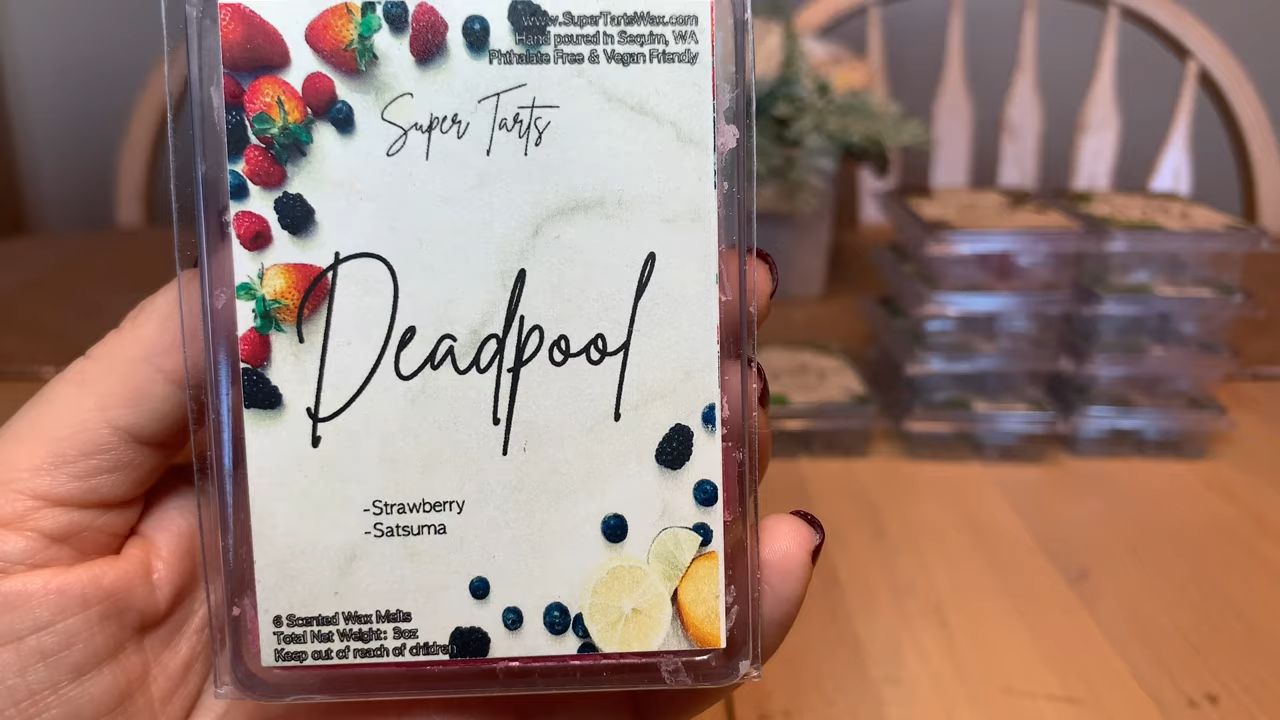 www.SuperTartsWax.com
Hand poured in Sequim, WA
Phthalate Free & Vegan Friendly
Super Tarts
Deadpool
-Strawberry
-Satsuma
6 Scented Wax Melts
Total Net Weight: 3oz
Keep out of reach of children